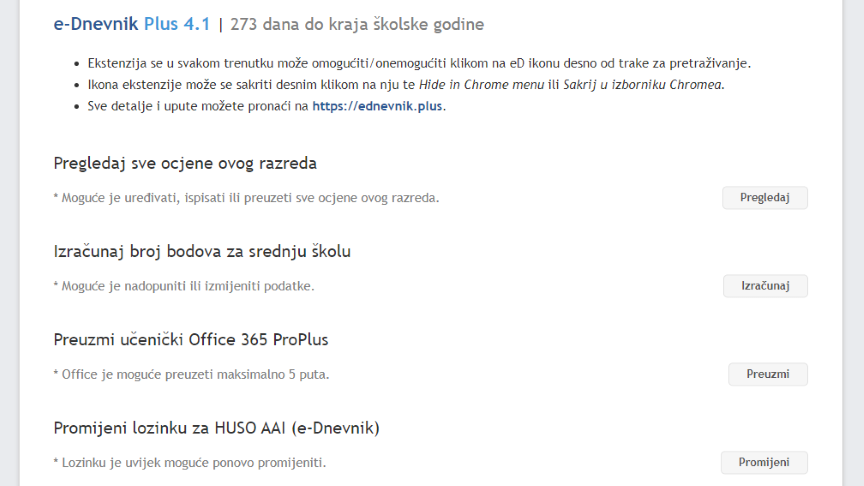 e-Dnevnik Plus 4.1 | 273 dana do kraja školske godine
• Ekstenzija se u svakom trenutku može omogućiti/onemogućiti klikom na eD ikonu desno od trake za pretraživanje.
• Ikona ekstenzije može se sakriti desnim klikom na nju te Hide in Chrome menu ili Sakrij u izborniku Chromea.
• Sve detalje i upute možete pronaći na https://ednevnik.plus.
Pregledaj sve ocjene ovog razreda
* Moguće je uređivati, ispisati ili preuzeti sve ocjene ovog razreda. Pregledaj
Izračunaj broj bodova za srednju školu
* Moguće je nadopuniti ili izmijeniti podatke. Izračunaj
Preuzmi učenički Office 365 ProPlus
* Office je moguće preuzeti maksimalno 5 puta. Preuzmi
Promijeni lozinku za HUSO AAI (e-Dnevnik)
* Lozinku je uvijek moguće ponovo promijeniti. Promijeni